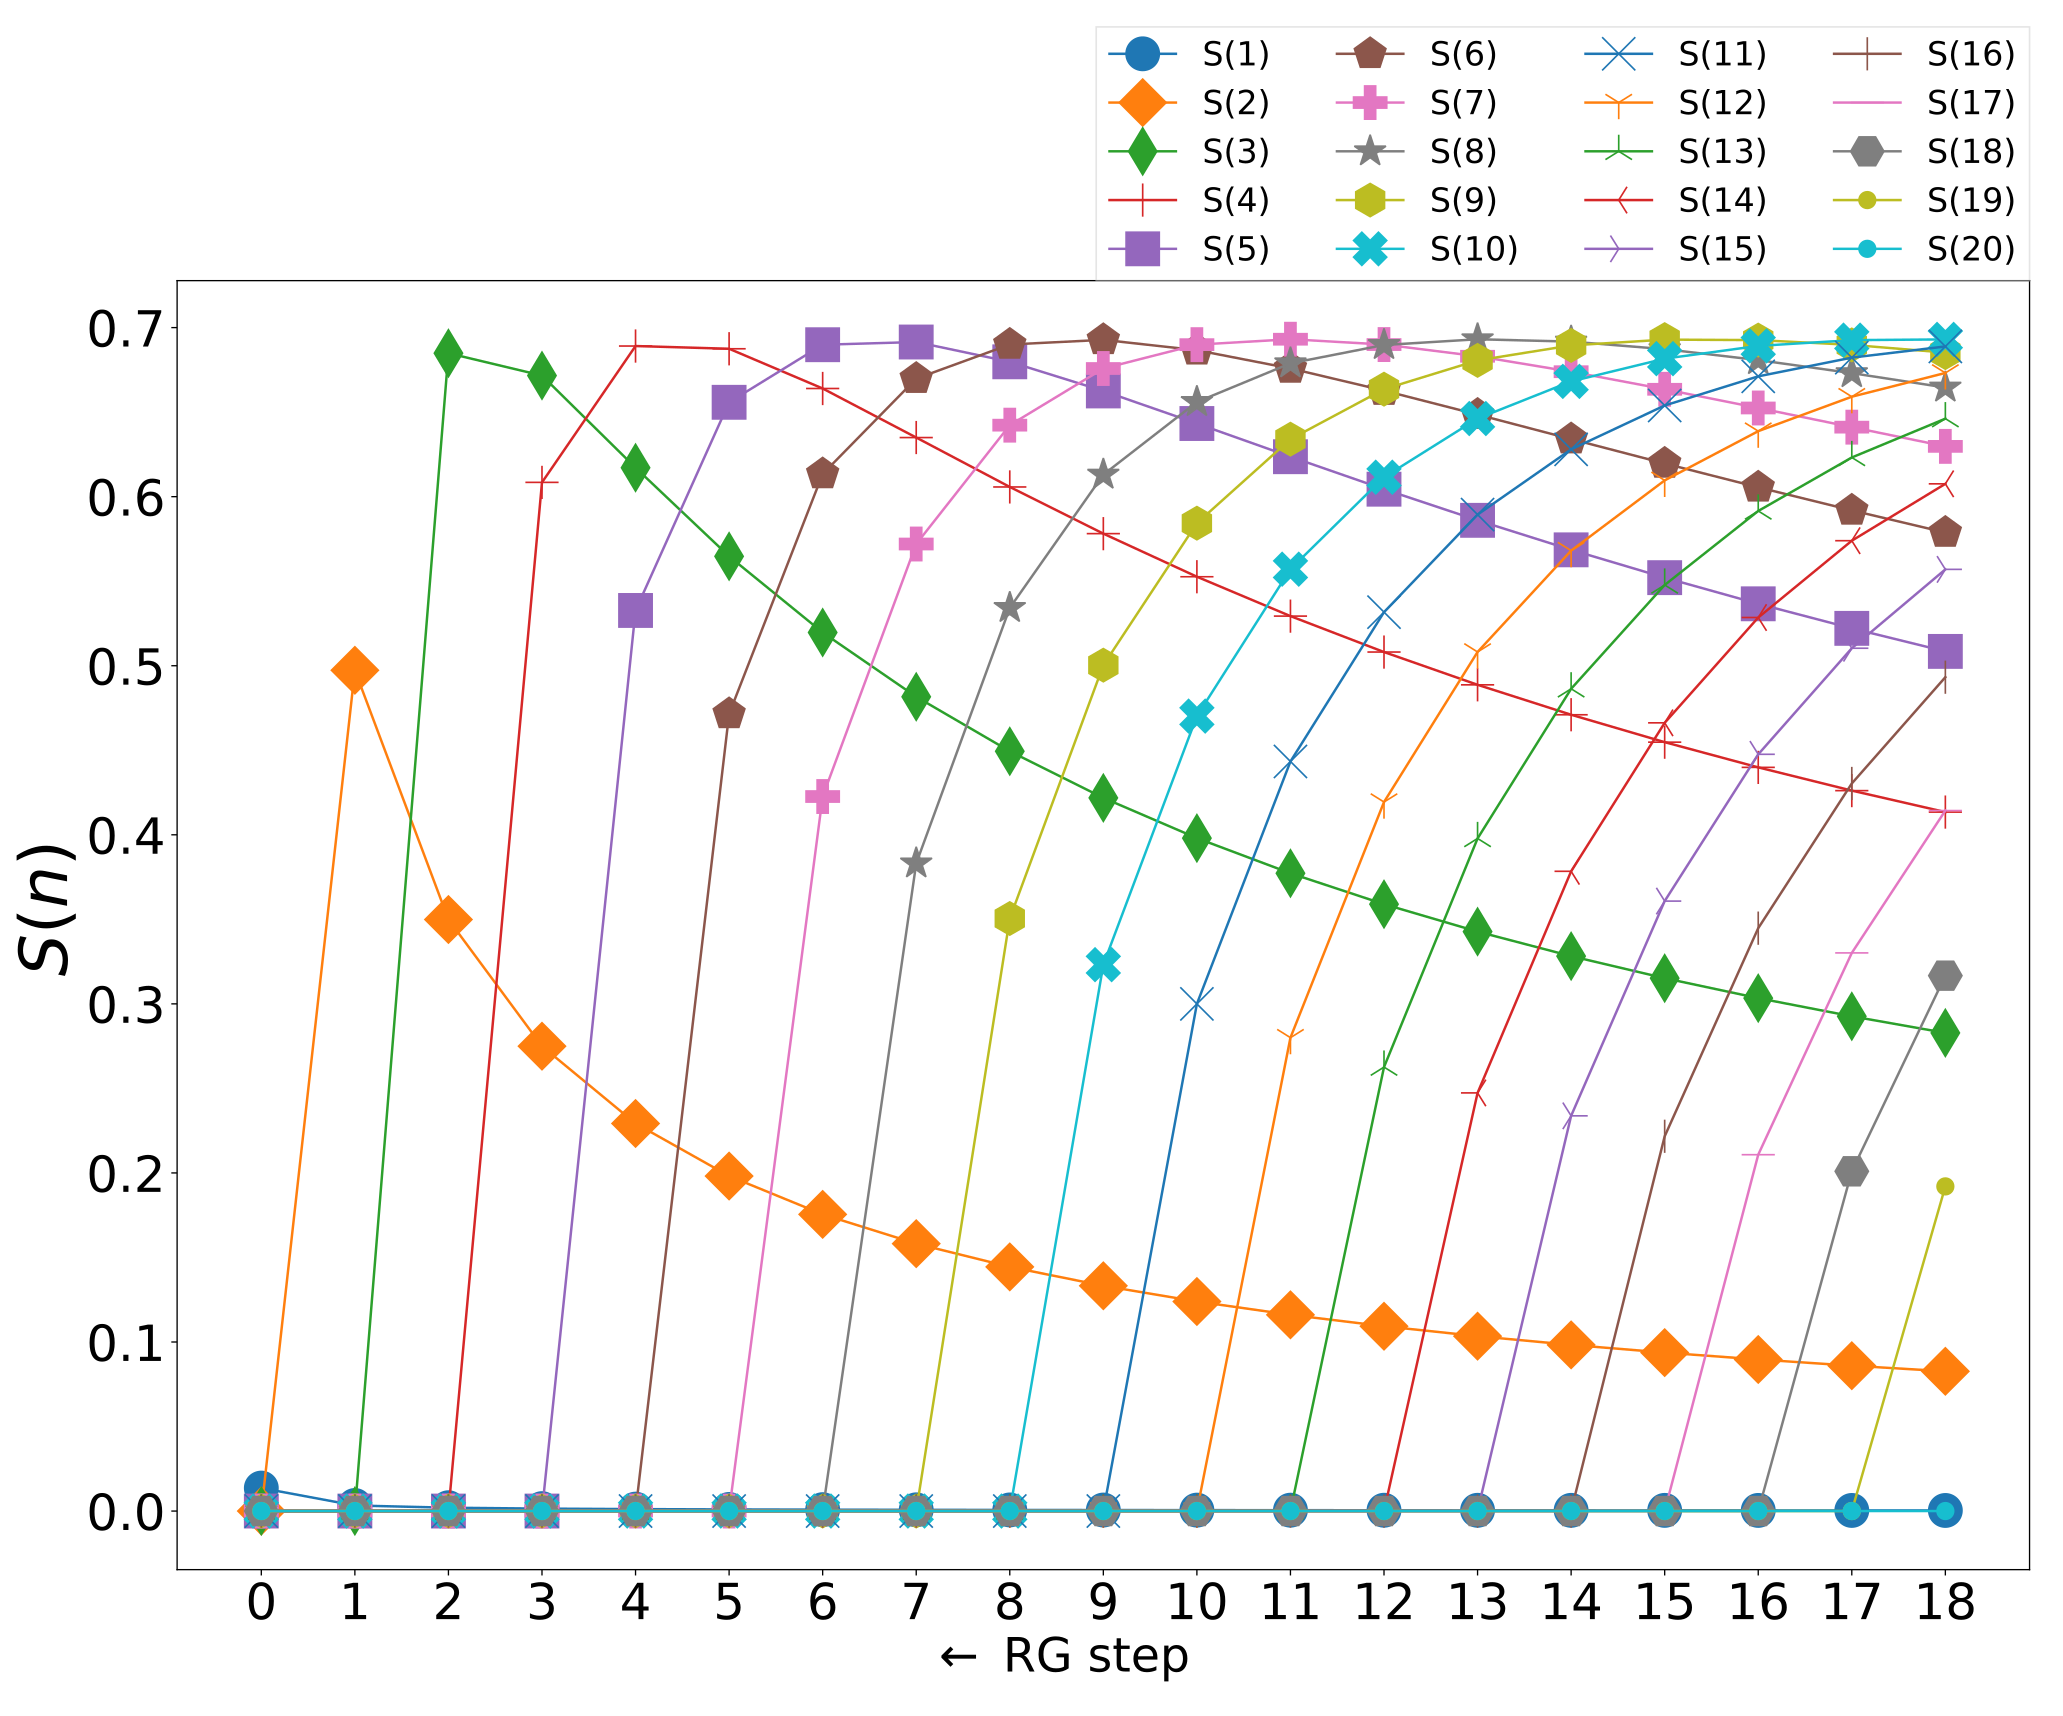 S(1) S(6) S(11) S(16)
S(2) S(7) S(12) S(17)
S(3) S(8) S(13) S(18)
S(4) S(9) S(14) S(19)
S(5) S(10) S(15) S(20)
0.7
0.6
0.5
0.4
0.3
0.2
0.1
0.0
S(n)
0 1 2 3 4 5 6 7 8 9 10 11 12 13 14 15 16 17 18
← RG step